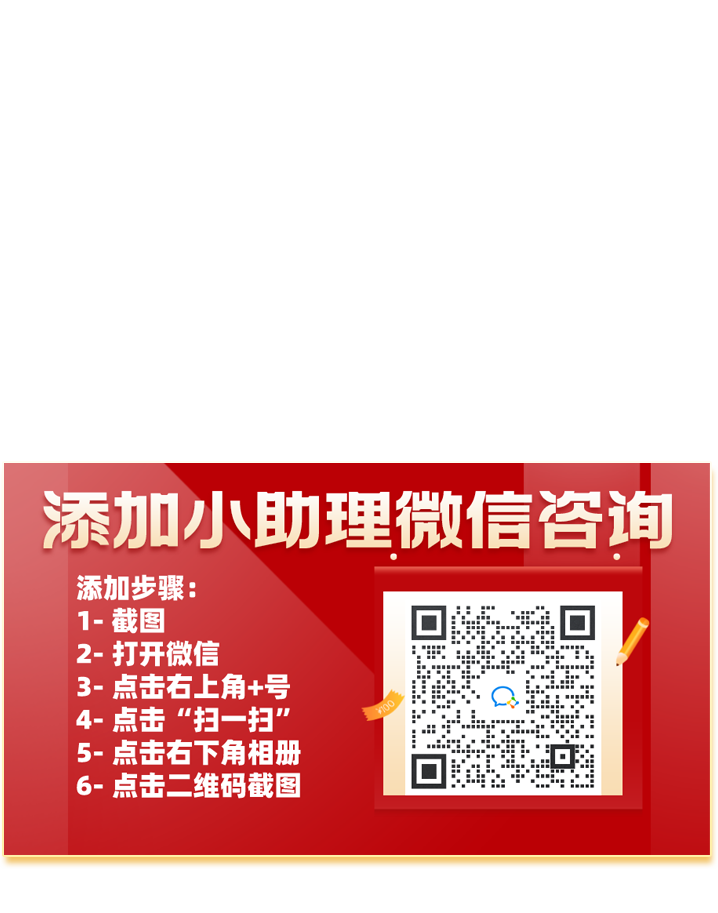 添加小助理微信咨询
添加步骤：
1- 截图
2- 打开微信
3- 点击右上角+号
4- 点击“扫一扫”
5- 点击右下角相册
6- 点击二维码截图
¥100